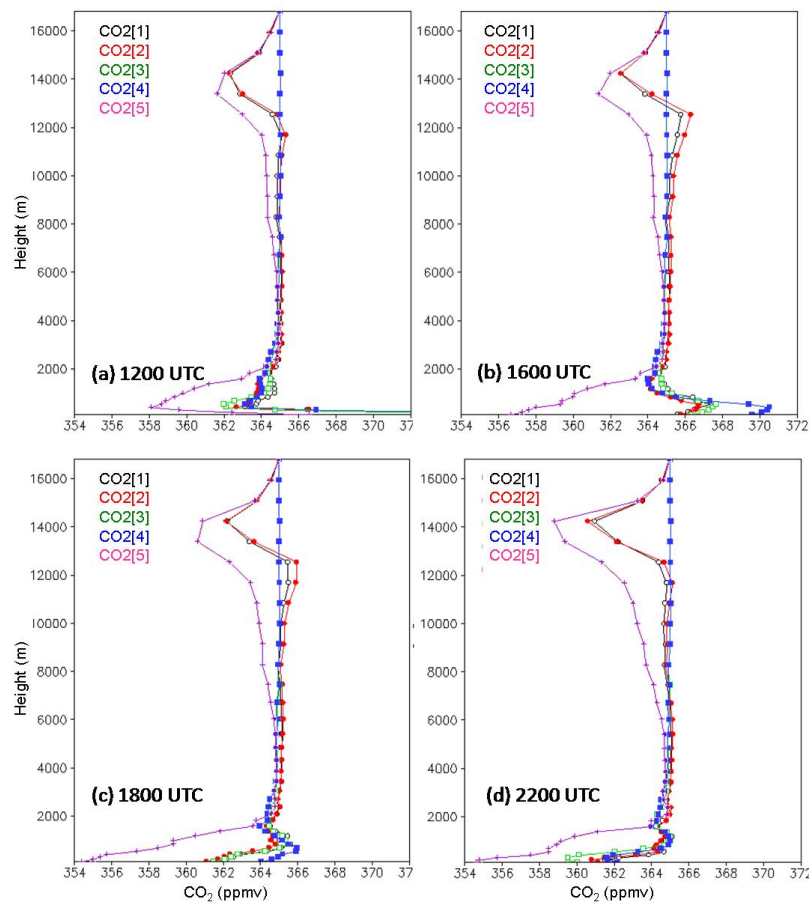 CO2[1]
CO2[2]
CO2[3]
CO2[4]
CO2[5]
16000
14000
12000
10000
8000
6000
4000
2000
Height (m)
(a) 1200 UTC
354 356 358 360 362 364 366 368 370 37
CO2[1]
CO2[2]
CO2[3]
CO2[4]
CO2[5]
16000
14000
12000
10000
8000
6000
4000
2000
(b) 1600 UTC
354 356 358 360 362 364 366 368 370 372
CO2[1]
CO2[2]
CO2[3]
CO2[4]
CO2[5]
16000
14000
12000
10000
8000
6000
4000
2000
Height (m)
(c) 1800 UTC
354 356 358 360 362 364 366 368 370 37
CO₂ (ppmv)
CO2[1]
CO2[2]
CO2[3]
CO2[4]
CO2[5]
16000
14000
12000
10000
8000
6000
4000
2000
(d) 2200 UTC
354 356 358 360 362 364 366 368 370 372
CO₂ (ppmv)